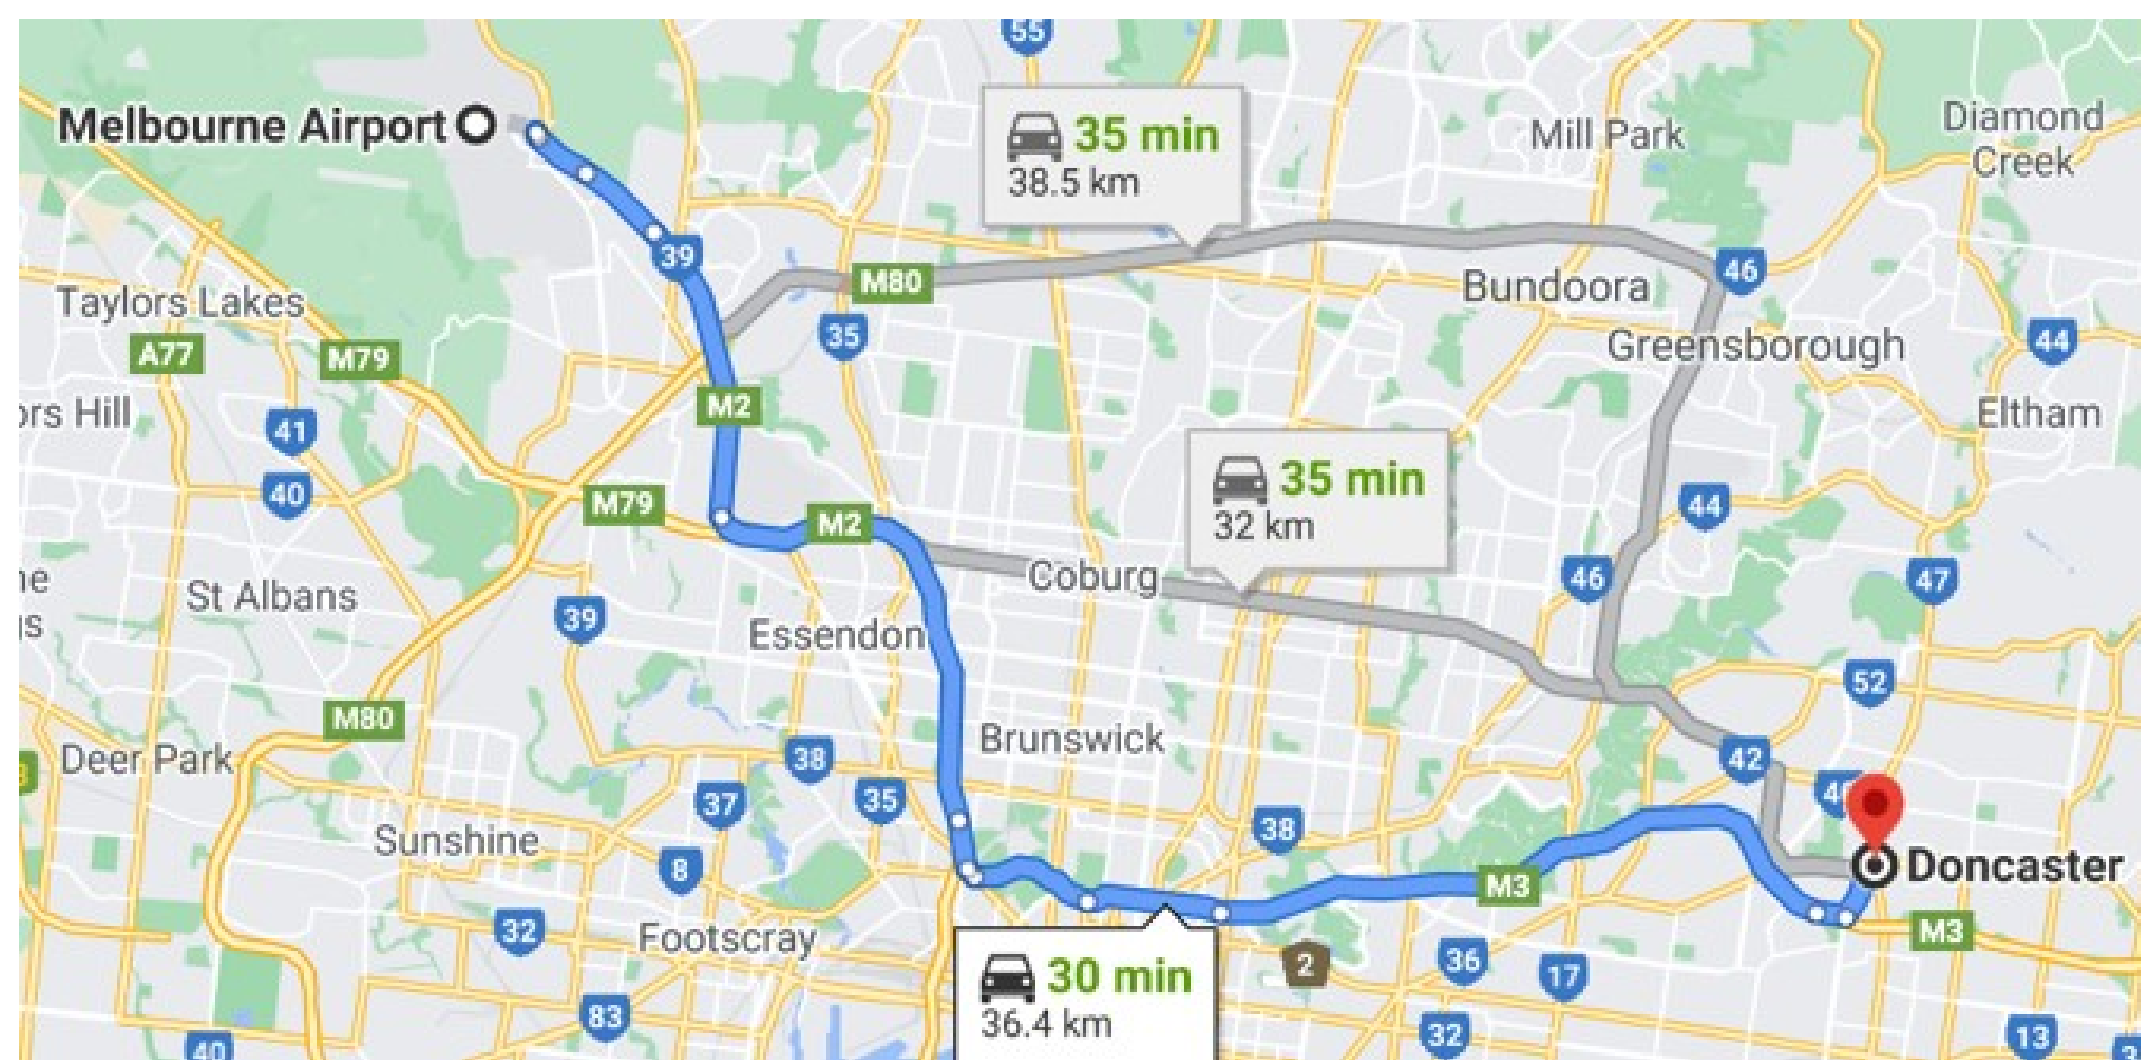 55
Melbourne Airport
35 min
38.5 km
Mill Park
Diamond
Creek
39
46
M80
Bundoora
Taylors Lakes
35
Greensborough
44
A77
M79
M2
ors Hill
Eltham
41
40
35 min
32 km
M79
M2
44
Coburg
46
47
St Albans
39
Essendon
52
M80
Brunswick
Deer Park
38
42
37
35
Sunshine
38
8
Doncaster
M3
32
Footscray
M3
2
36
17
30 min
36.4 km
83
32
13
40